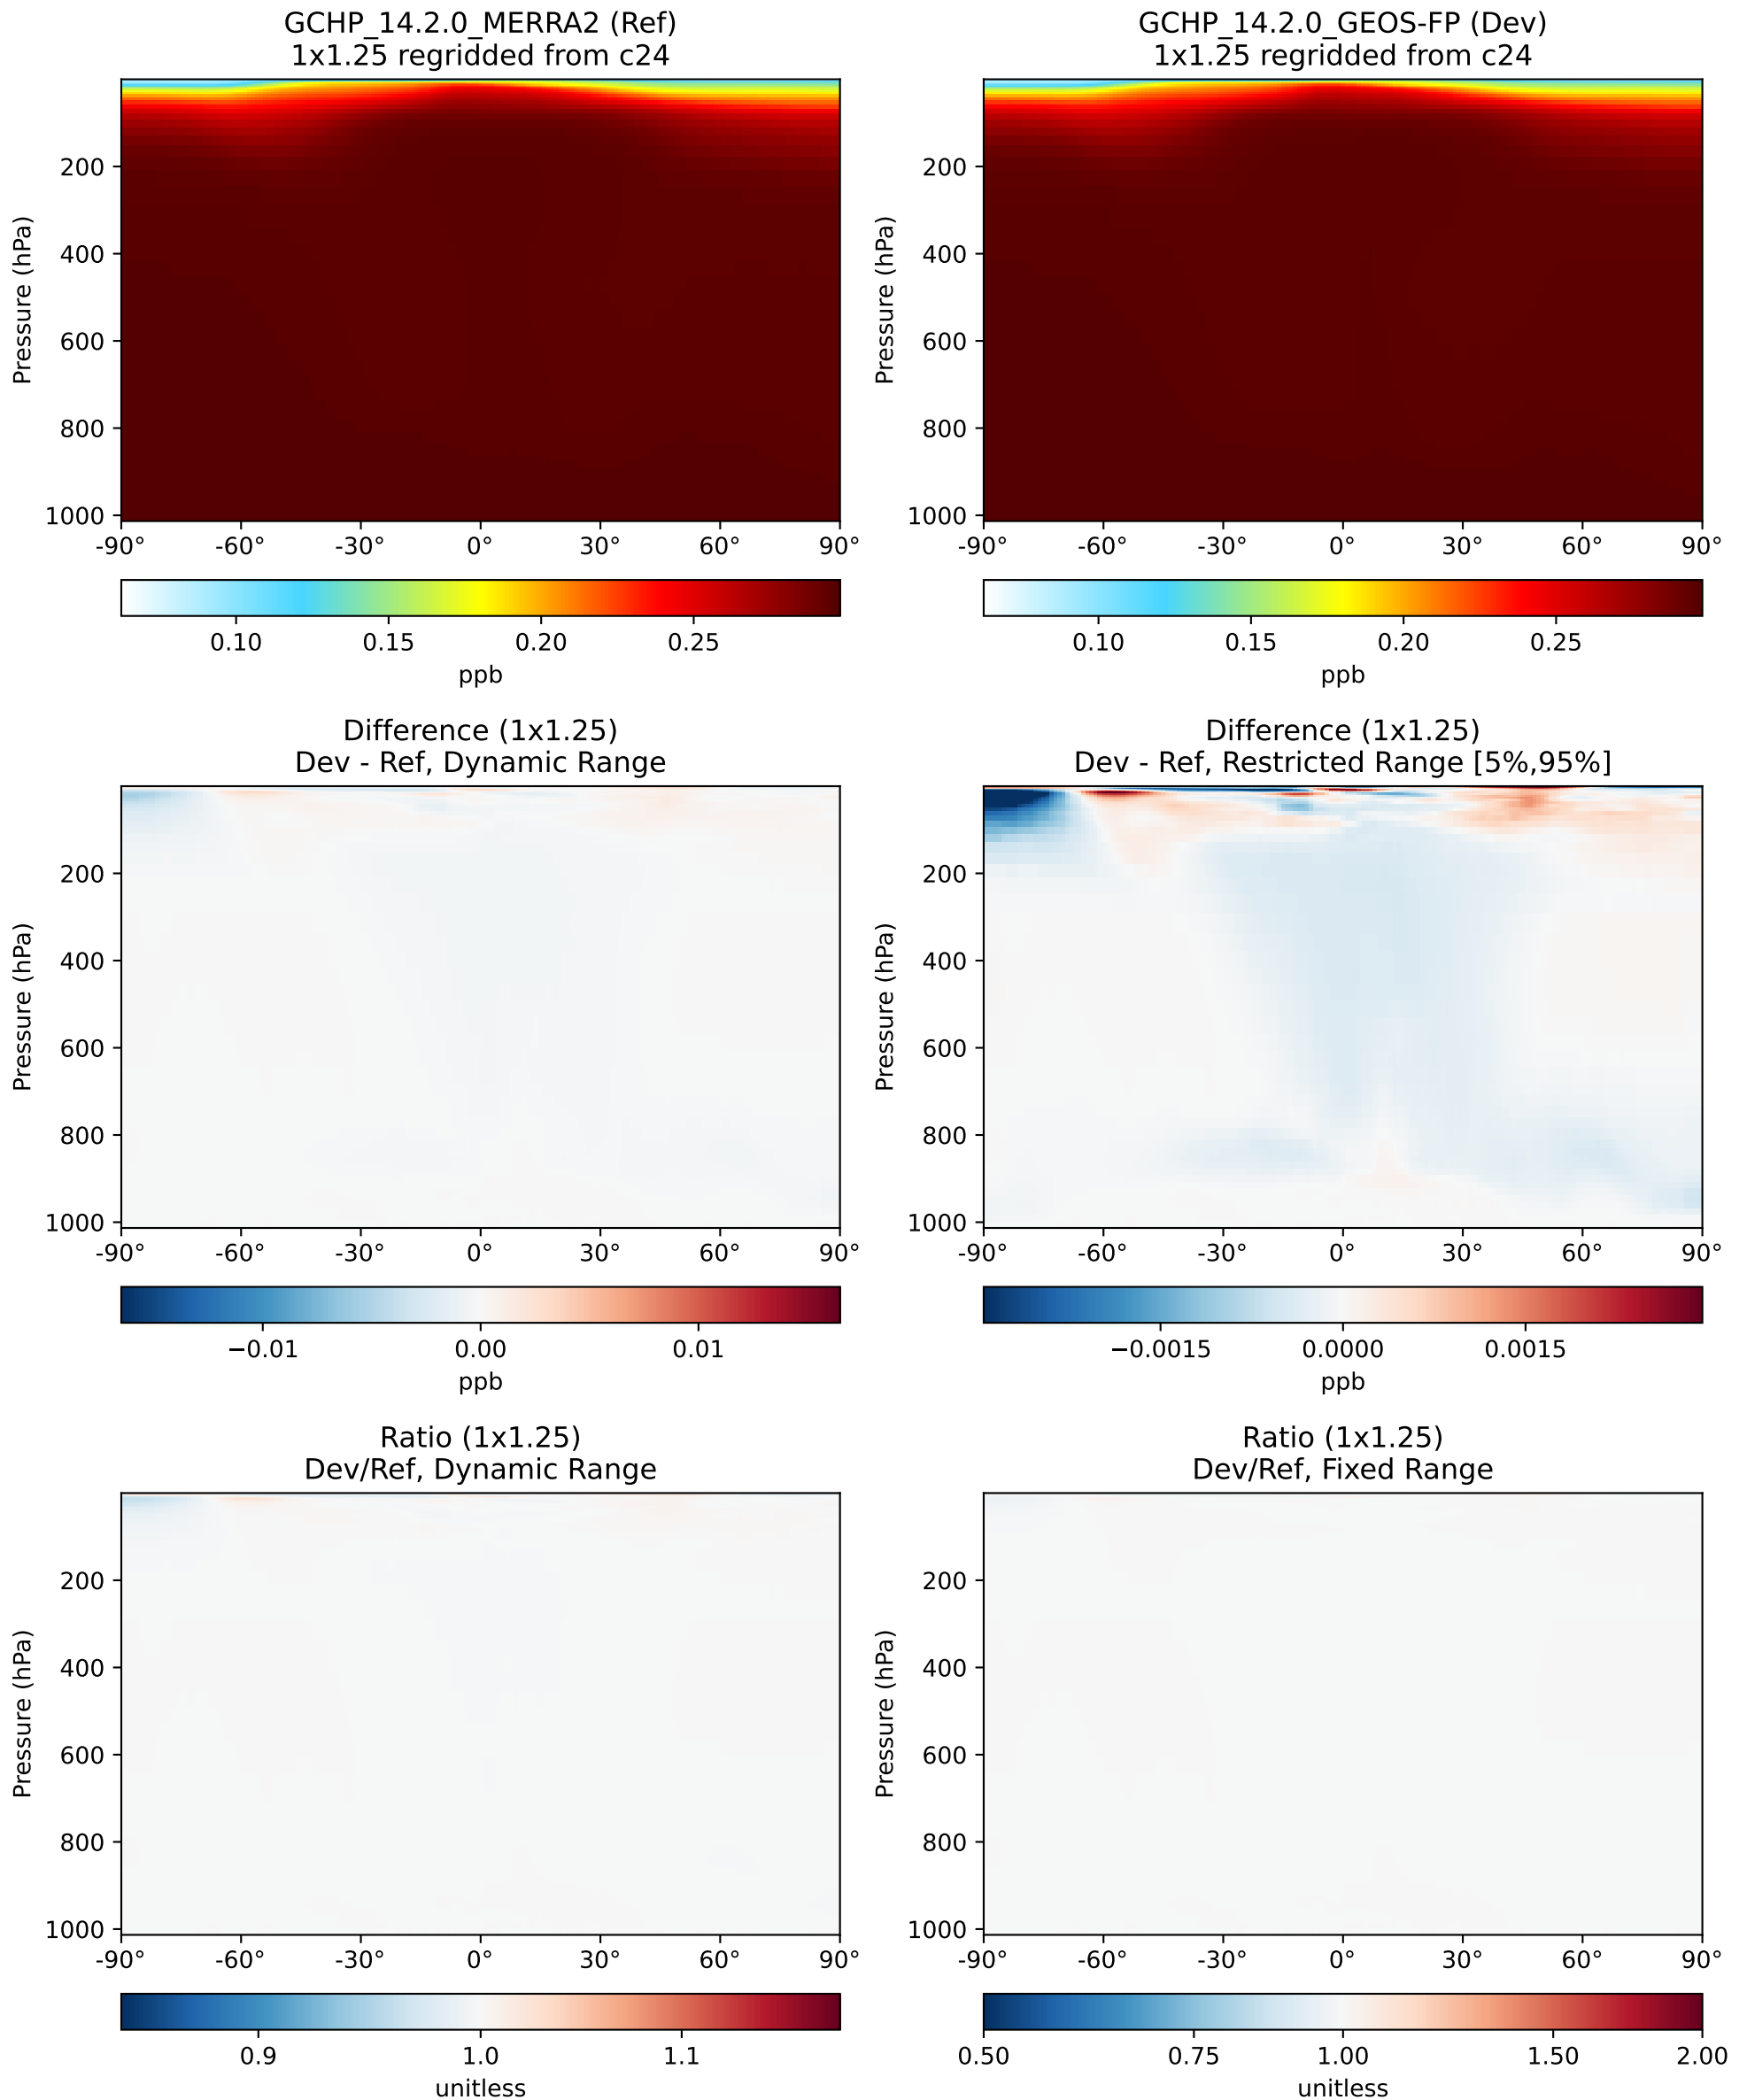 GCHP_14.2.0_MERRA2 (Ref)
1x1.25 regridded from c24
Pressure (hPa)
200
400
600
800
1000
-90° -60° -30° 0° 30° 60° 90°
0.10 0.15 0.20 0.25
ppb
GCHP_14.2.0_GEOS-FP (Dev)
1x1.25 regridded from c24
Pressure (hPa)
200
400
600
800
1000
-90° -60° -30° 0° 30° 60° 90°
0.10 0.15 0.20 0.25
ppb
Difference (1x1.25)
Dev - Ref, Dynamic Range
Pressure (hPa)
200
400
600
800
1000
-90° -60° -30° 0° 30° 60° 90°
−0.01 0.00 0.01
ppb
Difference (1x1.25)
Dev - Ref, Restricted Range [5%,95%]
Pressure (hPa)
200
400
600
800
1000
-90° -60° -30° 0° 30° 60° 90°
−0.0015 0.0000 0.0015
ppb
Ratio (1x1.25)
Dev/Ref, Dynamic Range
Pressure (hPa)
200
400
600
800
1000
-90° -60° -30° 0° 30° 60° 90°
0.9 1.0 1.1
unitless
Ratio (1x1.25)
Dev/Ref, Fixed Range
Pressure (hPa)
200
400
600
800
1000
-90° -60° -30° 0° 30° 60° 90°
0.50 0.75 1.00 1.50 2.00
unitless